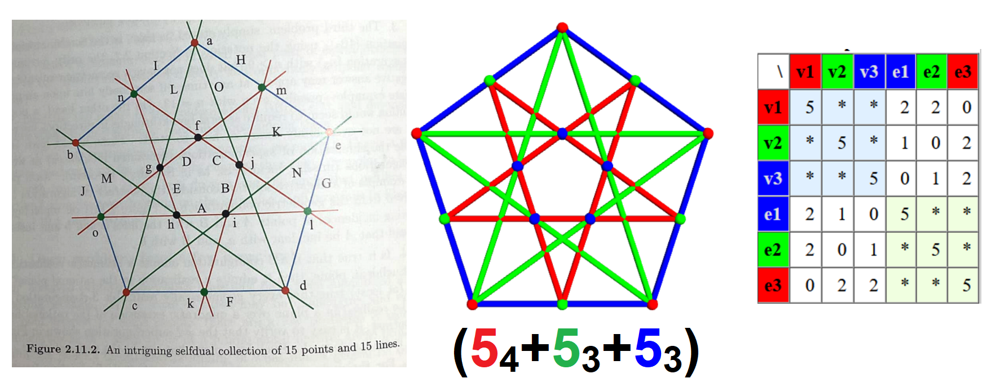 a
H
I
L
O
m
n
f
K
b
e
g
D
C
j
M
N
J
E
B
G
A
o
h
i
l
d
c
k
F
Figure 2.11.2. An intriguing selfdual collection of 15 points and 15 lines.
(54+53+53)
\ v1 v2 v3 e1 e2 e3
v1 5 * * 2 2 0
v2 * 5 * 1 0 2
v3 * * 5 0 1 2
e1 2 1 0 5 * *
e2 2 0 1 * 5 *
e3 0 2 2 * * 5